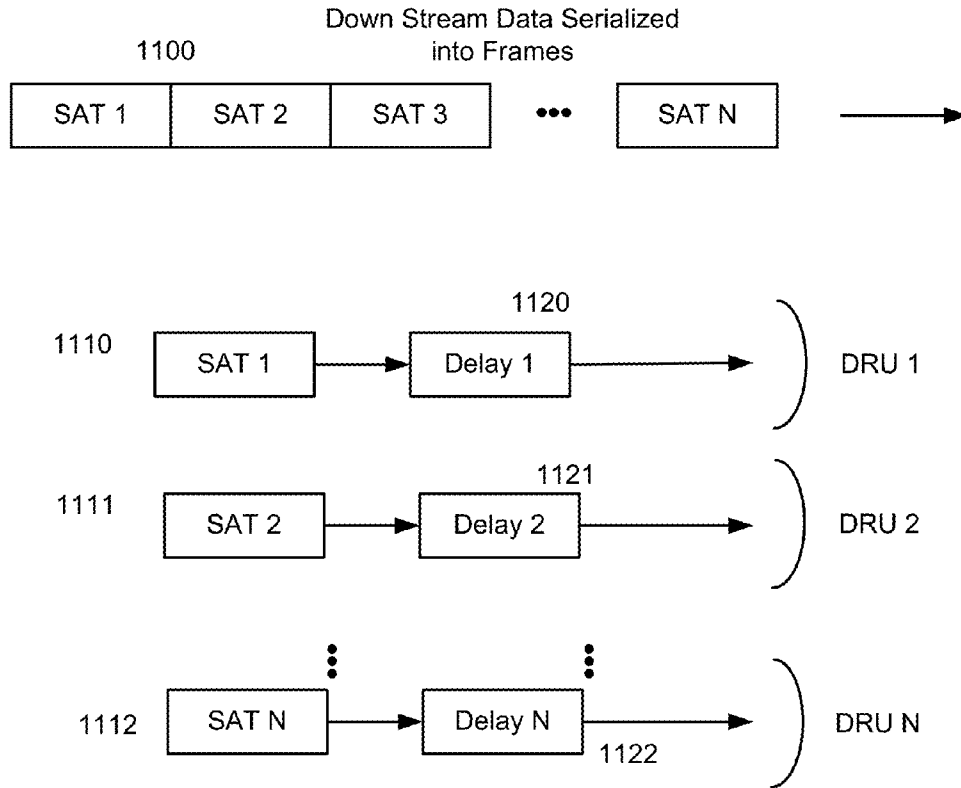 Down Stream Data Serialized
into Frames
1100
SAT 1 SAT 2 SAT 3 ••• SAT N
1120
1110 SAT 1 Delay 1 DRU 1
1121
1111 SAT 2 Delay 2 DRU 2
1112 SAT N Delay N DRU N
1122